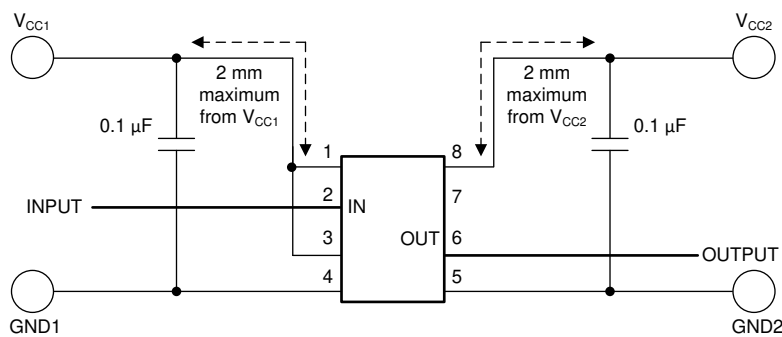 VCC1
VCC2
2 mm
maximum
from VCC1
2 mm
maximum
from VCC2
0.1 µF
0.1 µF
1
8
2
IN
7
INPUT
3
OUT
6
OUTPUT
4
5
GND1
GND2